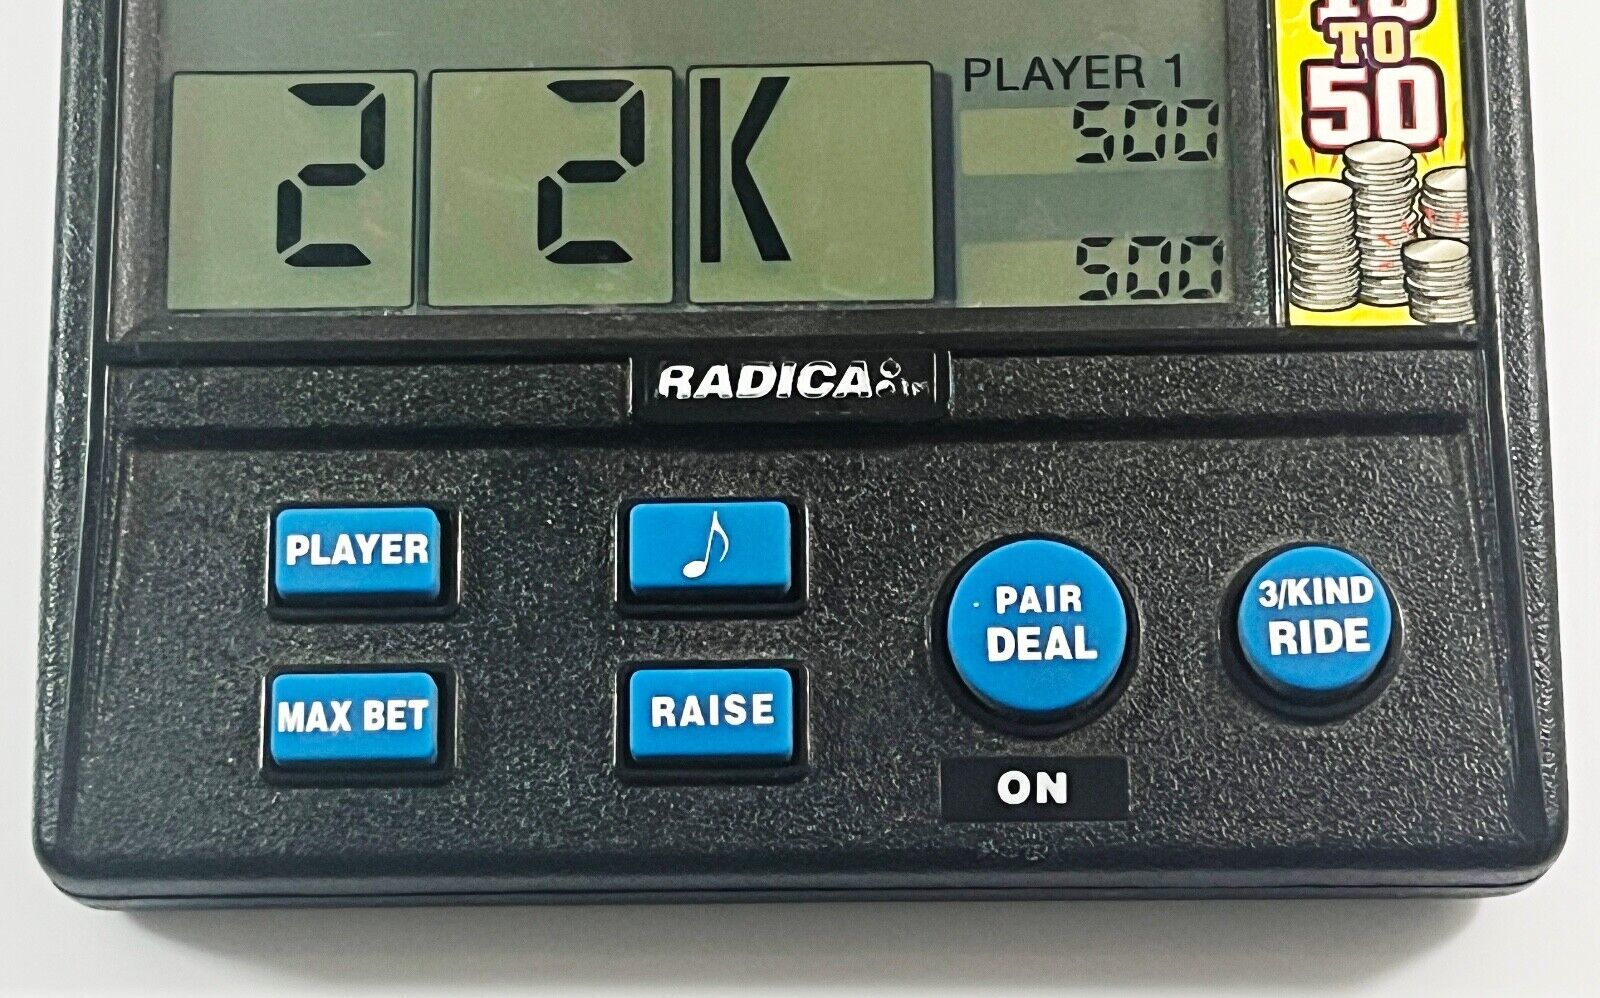 TO
50
PLAYER 1
500
2 2 K
500
RADICA
PLAYER
MAX BET
RAISE
PAIR
DEAL
3/KIND
RIDE
ON